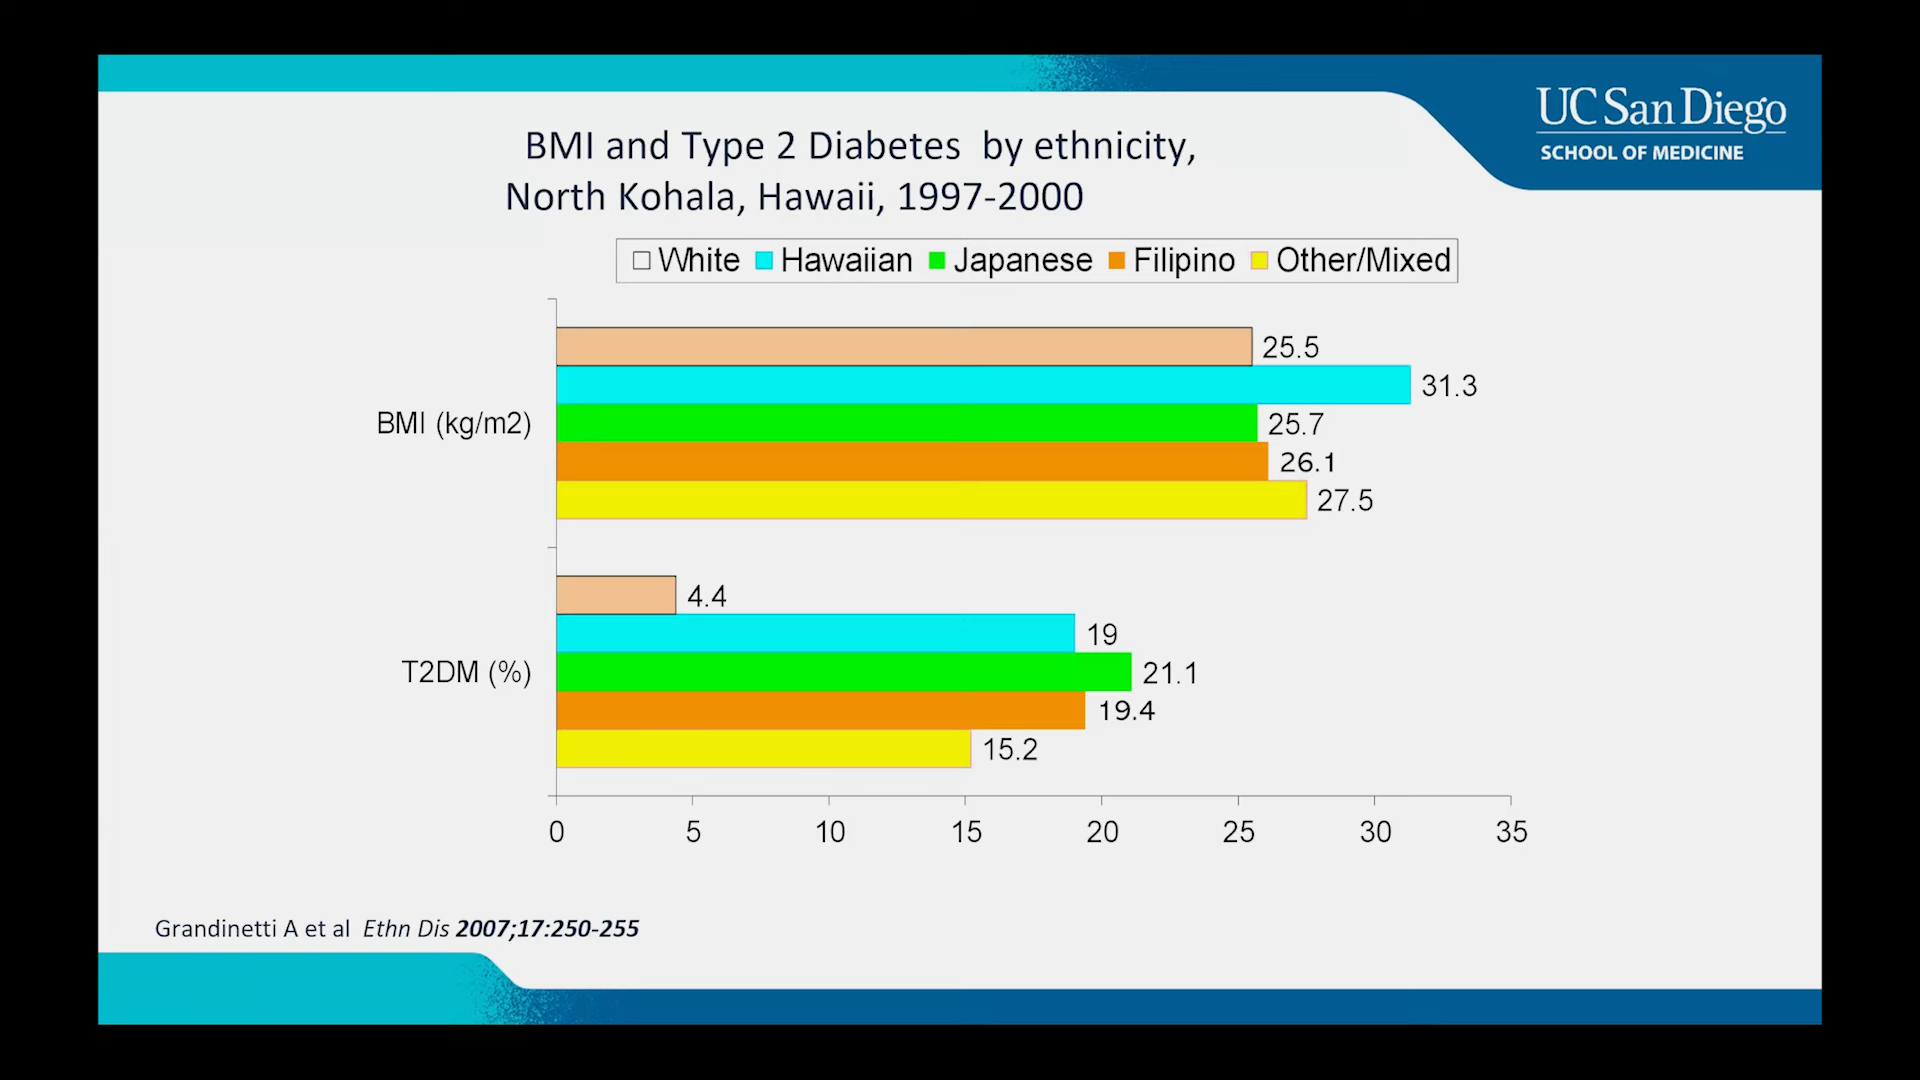 UC San Diego
SCHOOL OF MEDICINE
BMI and Type 2 Diabetes by ethnicity,
North Kohala, Hawaii, 1997-2000
White Hawaiian Japanese Filipino Other/Mixed
BMI (kg/m2)
25.5
31.3
25.7
26.1
27.5
T2DM (%)
4.4
19
21.1
19.4
15.2
0 5 10 15 20 25 30 35
Grandinetti A et al Ethn Dis 2007;17:250-255